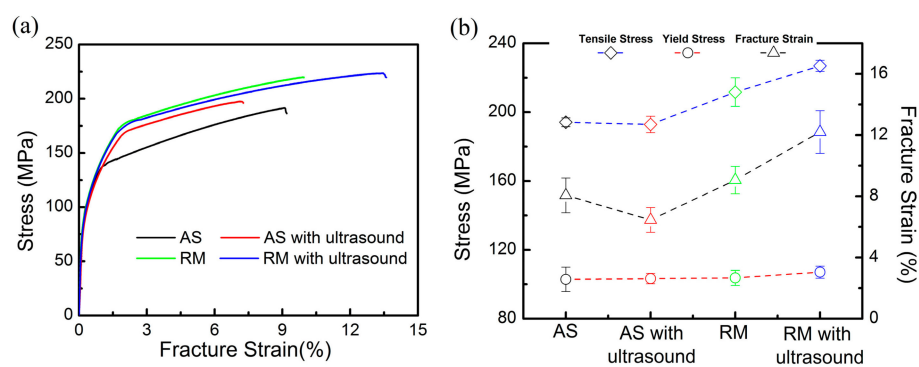 (a)
250
200
150
100
50
0
Stress (MPa)
AS
AS with ultrasound
RM
RM with ultrasound
0 3 6 9 12 15
Fracture Strain(%)
(b)
Tensile Stress Yield Stress Fracture Strain
240
200
160
120
80
Stress (MPa)
16
12
8
4
0
Fracture Strain (%)
AS
AS with
ultrasound
RM
RM with
ultrasound